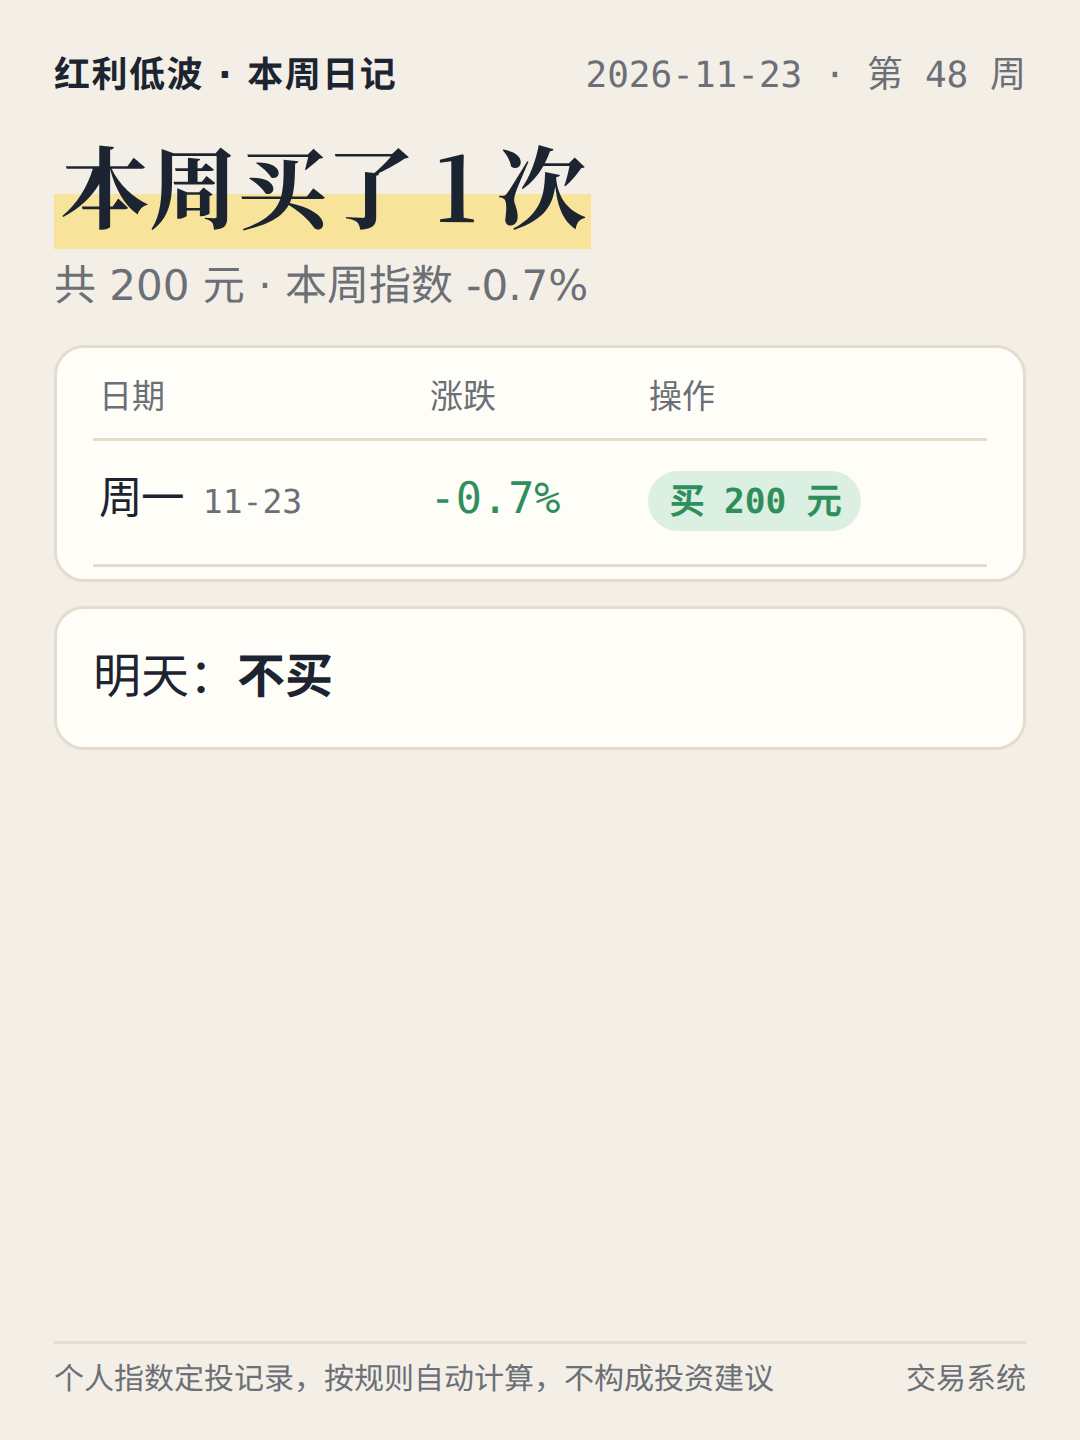 红利低波 · 本周日记
2026-11-23 · 第 48 周
本周买了 1 次
共 200 元 · 本周指数 -0.7%
日期 涨跌 操作
周一 11-23 -0.7% 买 200 元
明天：不买
个人指数定投记录，按规则自动计算，不构成投资建议
交易系统